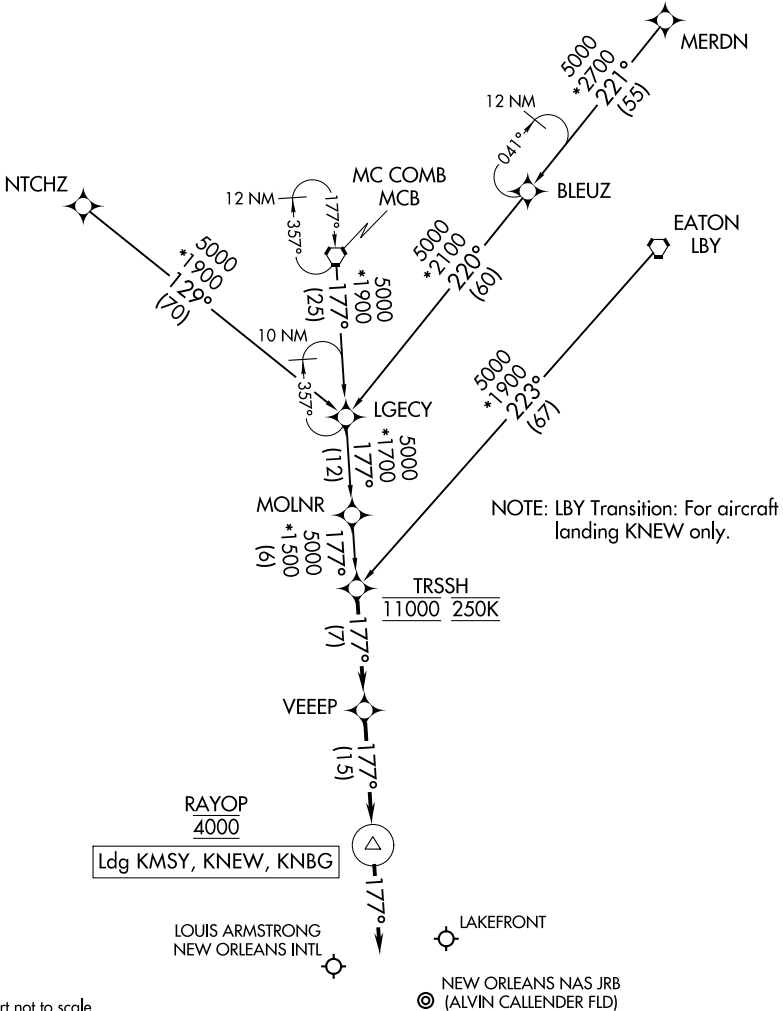 MERDN
5000
*2700
221°
(55)
12 NM
041°
BLEUZ
NTCHZ
MC COMB
MCB
12 NM
177°
357°
EATON
LBY
5000
*1900
129°
(70)
5000
*1900
177°
(25)
5000
*2100
220°
(60)
10 NM
357°
LGECY
5000
*1900
223°
(67)
5000
*1700
177°
(12)
MOLNR
177°
5000
*1500
(6)
NOTE: LBY Transition: For aircraft
landing KNEW only.
TRSSH
11000 250K
177°
(7)
VEEEP
177°
(15)
RAYOP
4000
Ldg KMSY, KNEW, KNBG
177°
LOUIS ARMSTRONG
NEW ORLEANS INTL
LAKEFRONT
NEW ORLEANS NAS JRB
(ALVIN CALLENDER FLD)
rt not to scale